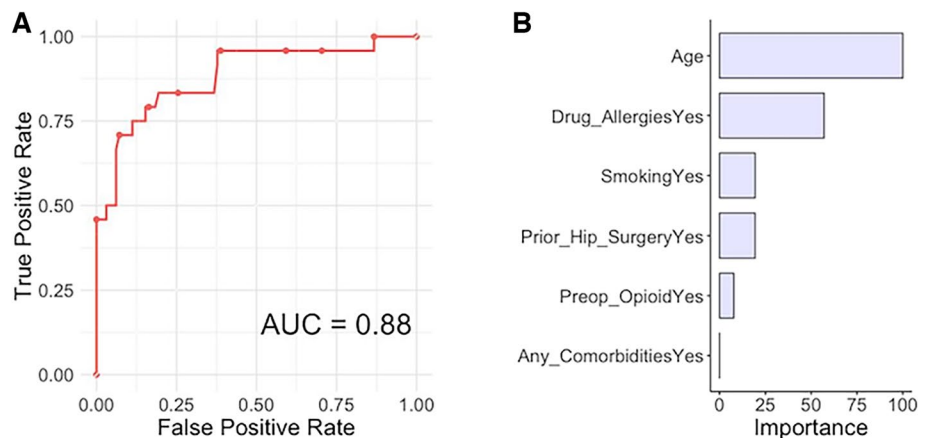 A
1.00
0.75
0.50
0.25
0.00
True Positive Rate
AUC = 0.88
0.00 0.25 0.50 0.75 1.00
False Positive Rate
B
Age
Drug_AllergiesYes
SmokingYes
Prior_Hip_SurgeryYes
Preop_OpioidYes
Any_ComorbiditiesYes
0 25 50 75 100
Importance